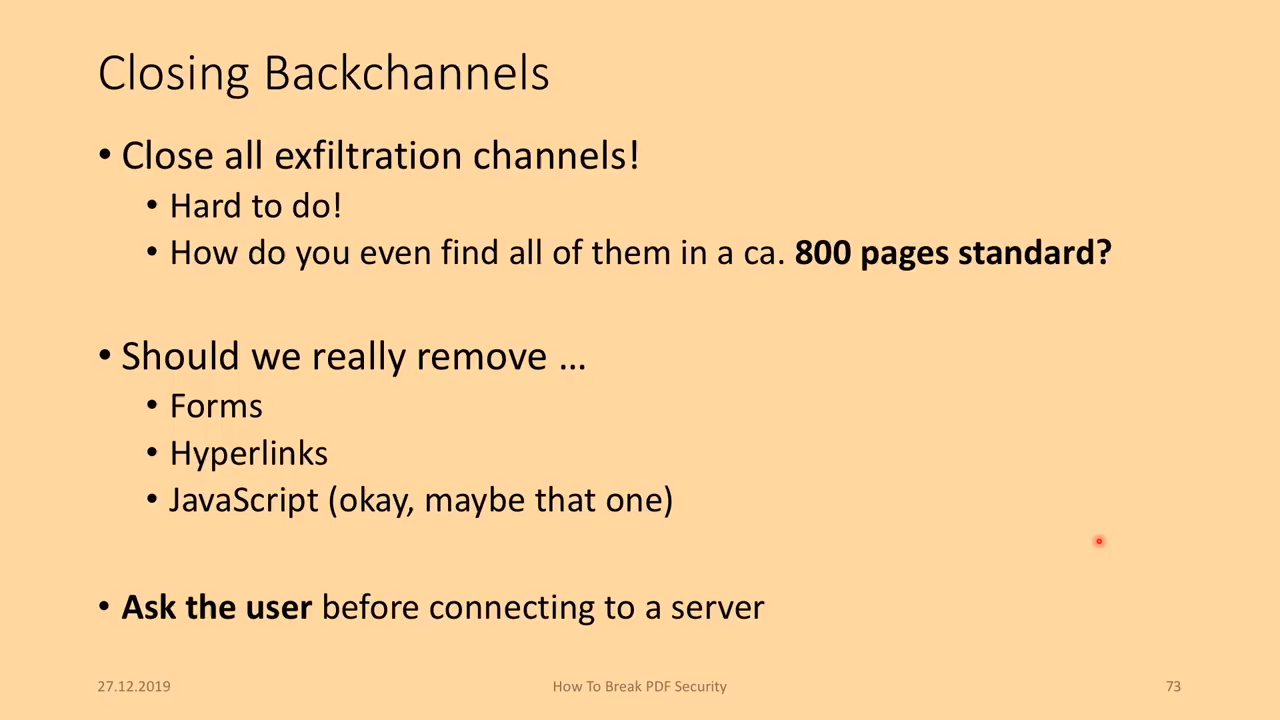 Closing Backchannels
• Close all exfiltration channels!
• Hard to do!
• How do you even find all of them in a ca. 800 pages standard?
• Should we really remove …
• Forms
• Hyperlinks
• JavaScript (okay, maybe that one)
• Ask the user before connecting to a server
27.12.2019 How To Break PDF Security 73